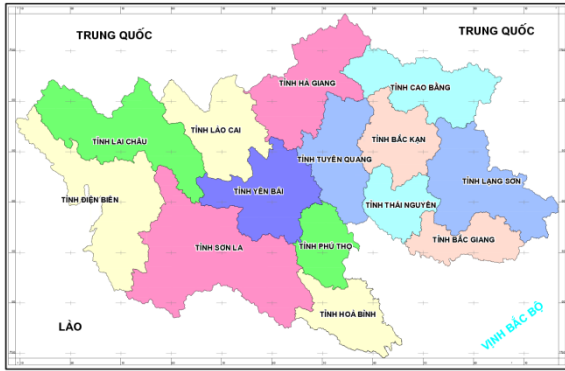 TRUNG QUỐC
TRUNG QUỐC
TỈNH HÀ GIANG
TỈNH CAO BẰNG
TỈNH LÀO CAI
TỈNH BẮC KẠN
TỈNH LAI CHÂU
TỈNH TUYÊN QUANG
TỈNH LẠNG SƠN
TỈNH YÊN BÁI
TỈNH ĐIỆN BIÊN
TỈNH THÁI NGUYÊN
TỈNH SƠN LA
TỈNH PHÚ THỌ
TỈNH BẮC GIANG
TỈNH HOÀ BÌNH
LÀO
VỊNH BẮC BỘ